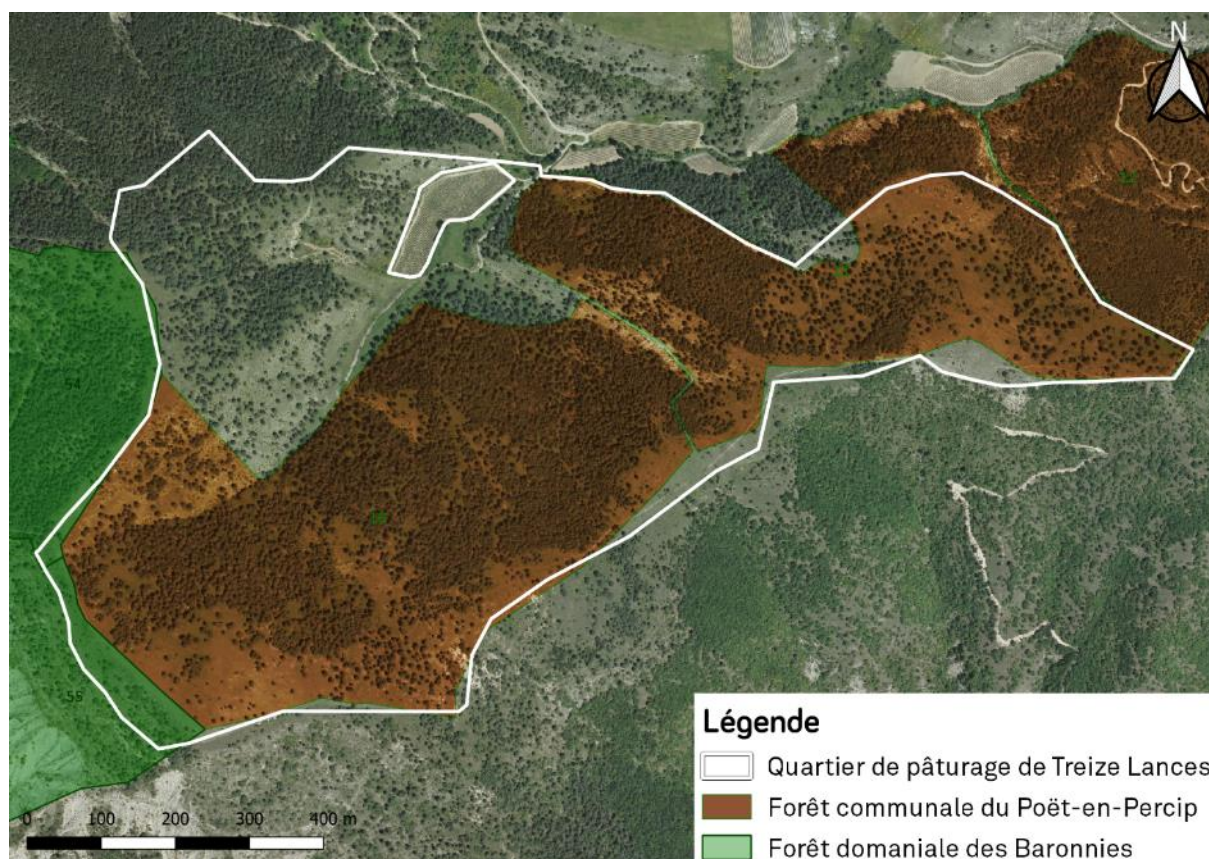 N
54
55
Légende
Quartier de pâturage de Treize Lances
Forêt communale du Poët-en-Percip
Forêt domaniale des Baronnies
0 100 200 300 400 m